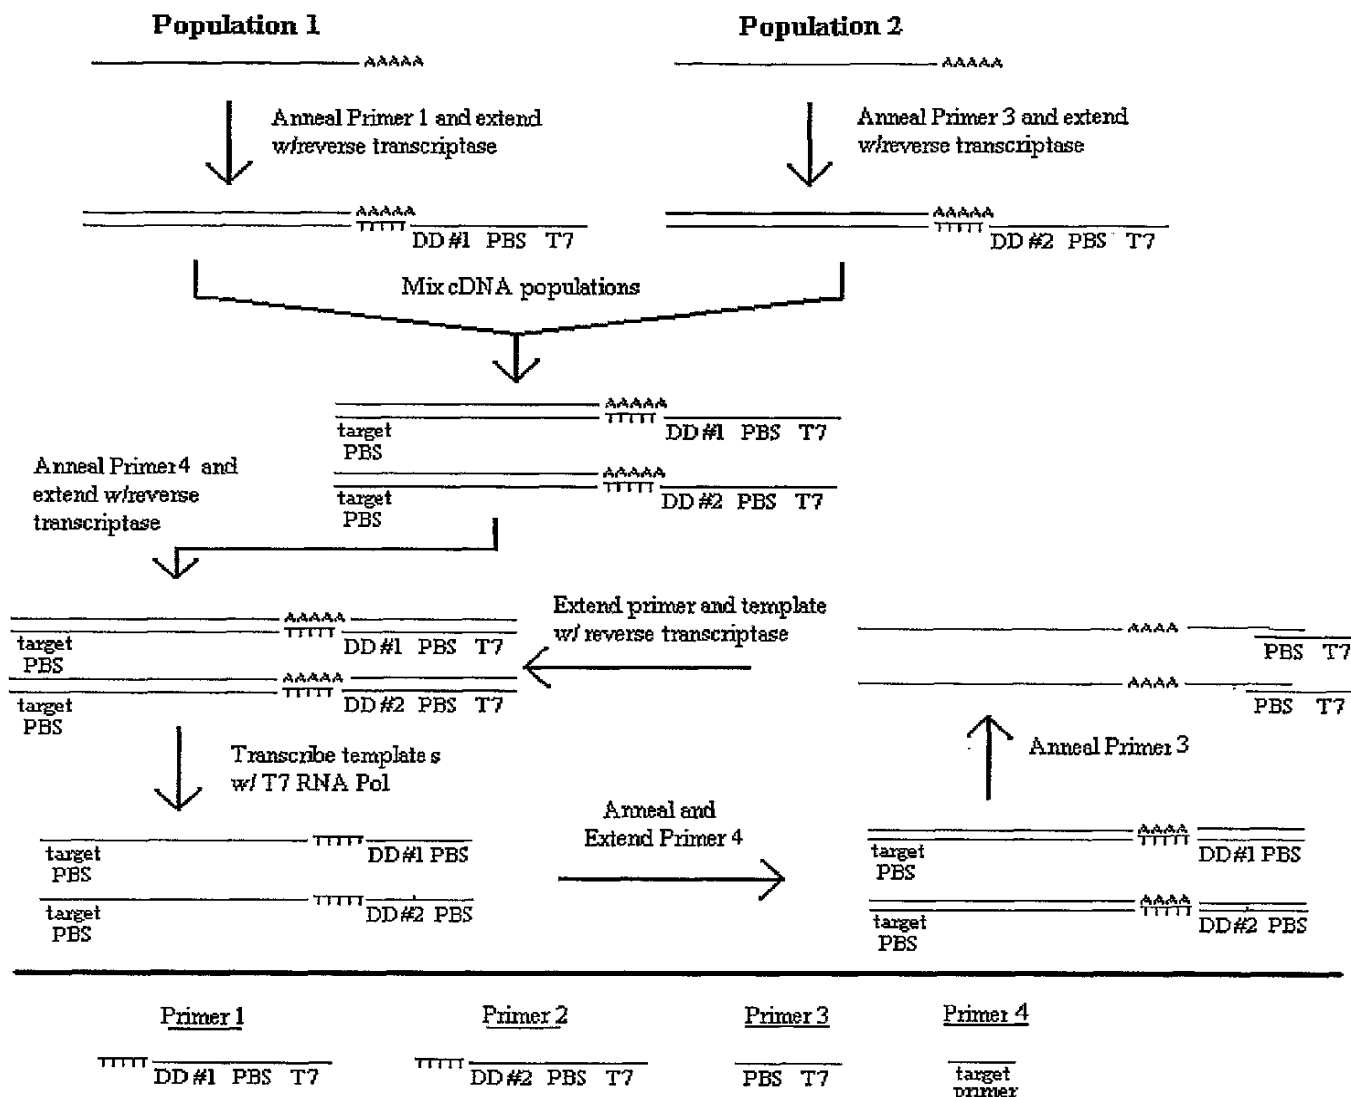 Population 1
Population 2
AAAAA
AAAAA
Anneal Primer 1 and extend
w/reverse transcriptase
Anneal Primer 3 and extend
w/reverse transcriptase
AAAAA
TTTTT
DD #1 PBS T7
AAAAA
TTTTT
DD #2 PBS T7
Mix cDNA populations
AAAAA
TTTTT
target
PBS
DD #1 PBS T7
AAAAA
TTTTT
target
PBS
DD #2 PBS T7
Anneal Primer 4 and
extend w/reverse
transcriptase
AAAAA
TTTTT
target
PBS
DD #1 PBS T7
AAAAA
TTTTT
target
PBS
DD #2 PBS T7
Extend primer and template
w/ reverse transcriptase
AAAA
PBS T7
AAAA
PBS T7
Transcribe templates
w/ T7 RNA Pol
Anneal Primer 3
TTTTT
target
PBS
DD #1 PBS
TTTTT
target
PBS
DD #2 PBS
Anneal and
Extend Primer 4
AAAA
TTTTT
target
PBS
DD #1 PBS
AAAA
TTTTT
target
PBS
DD #2 PBS
Primer 1
TTTTT
DD #1 PBS T7
Primer 2
TTTTT
DD #2 PBS T7
Primer 3
PBS T7
Primer 4
target
primer